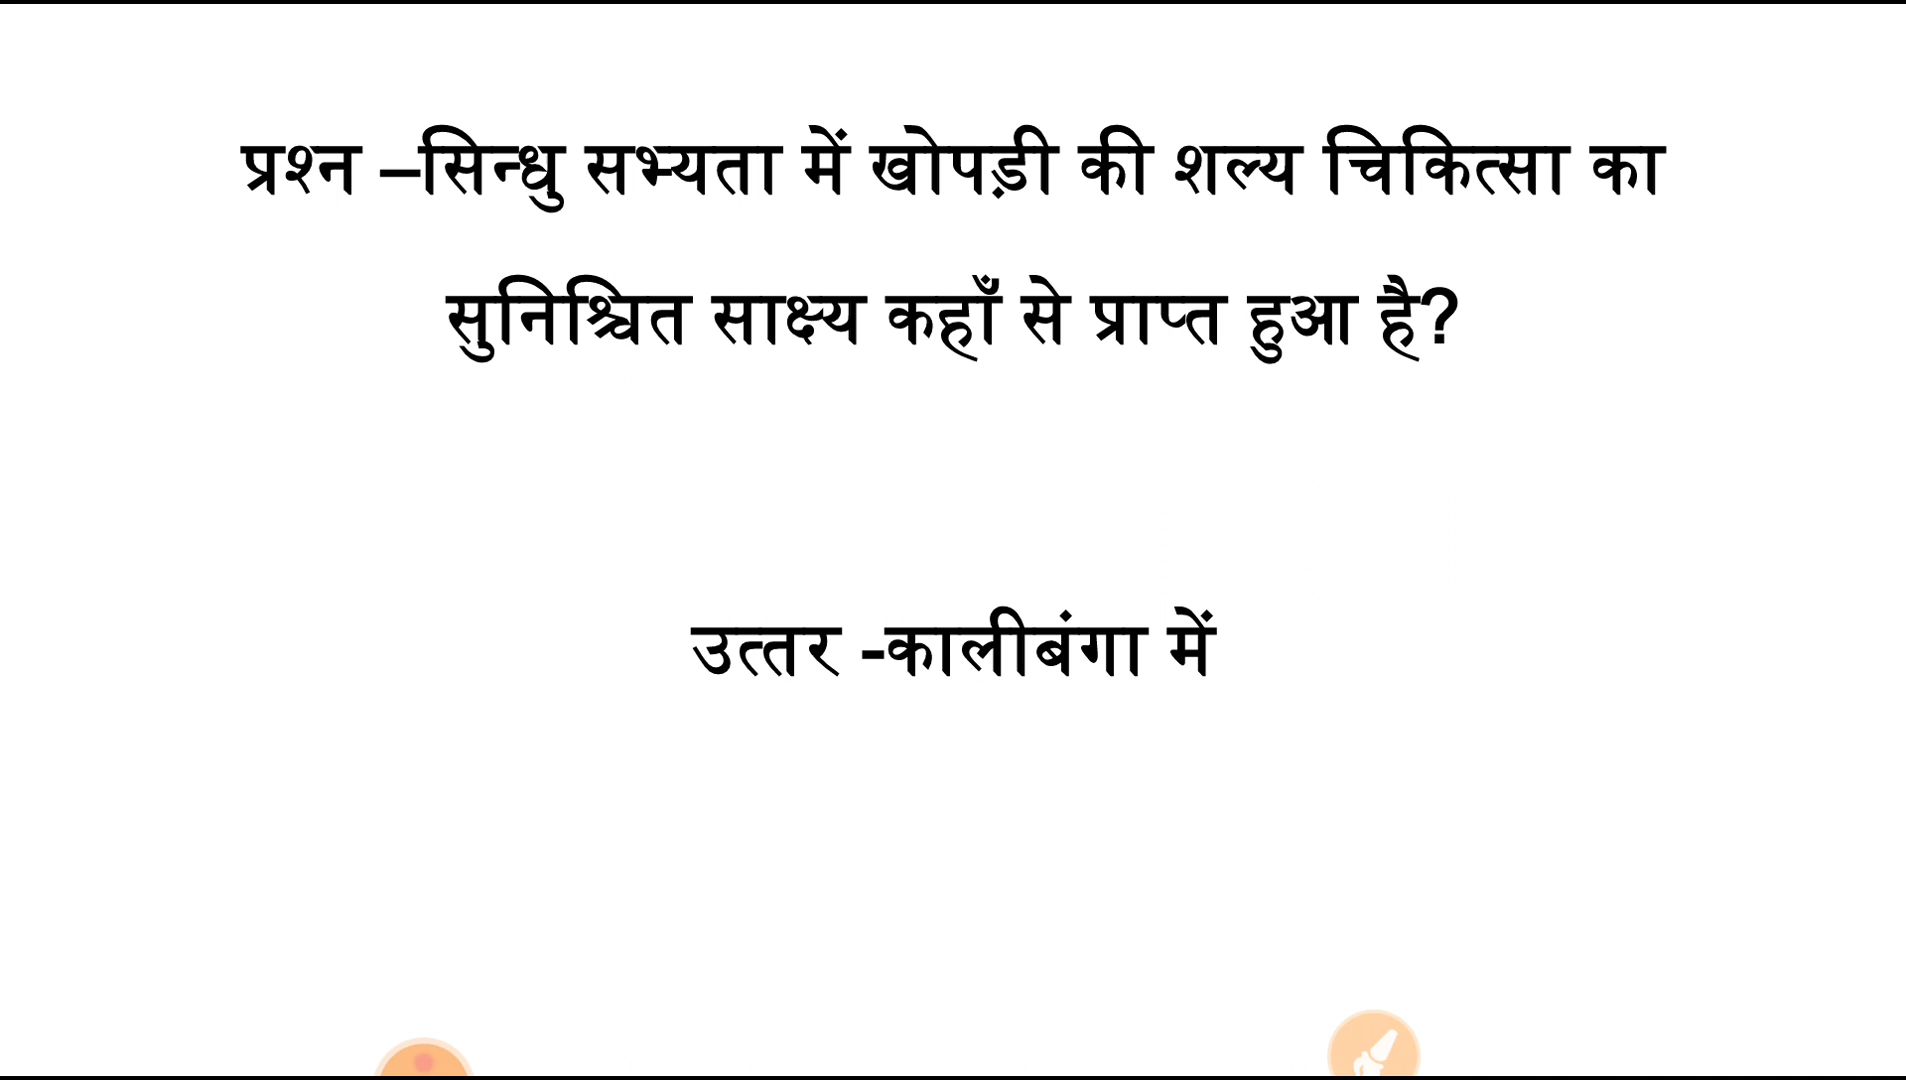 प्रश्न –सिन्धु सभ्यता में खोपड़ी की शल्य चिकित्सा का
सुनिश्चित साक्ष्य कहाँ से प्राप्त हुआ है?
उत्तर -कालीबंगा में